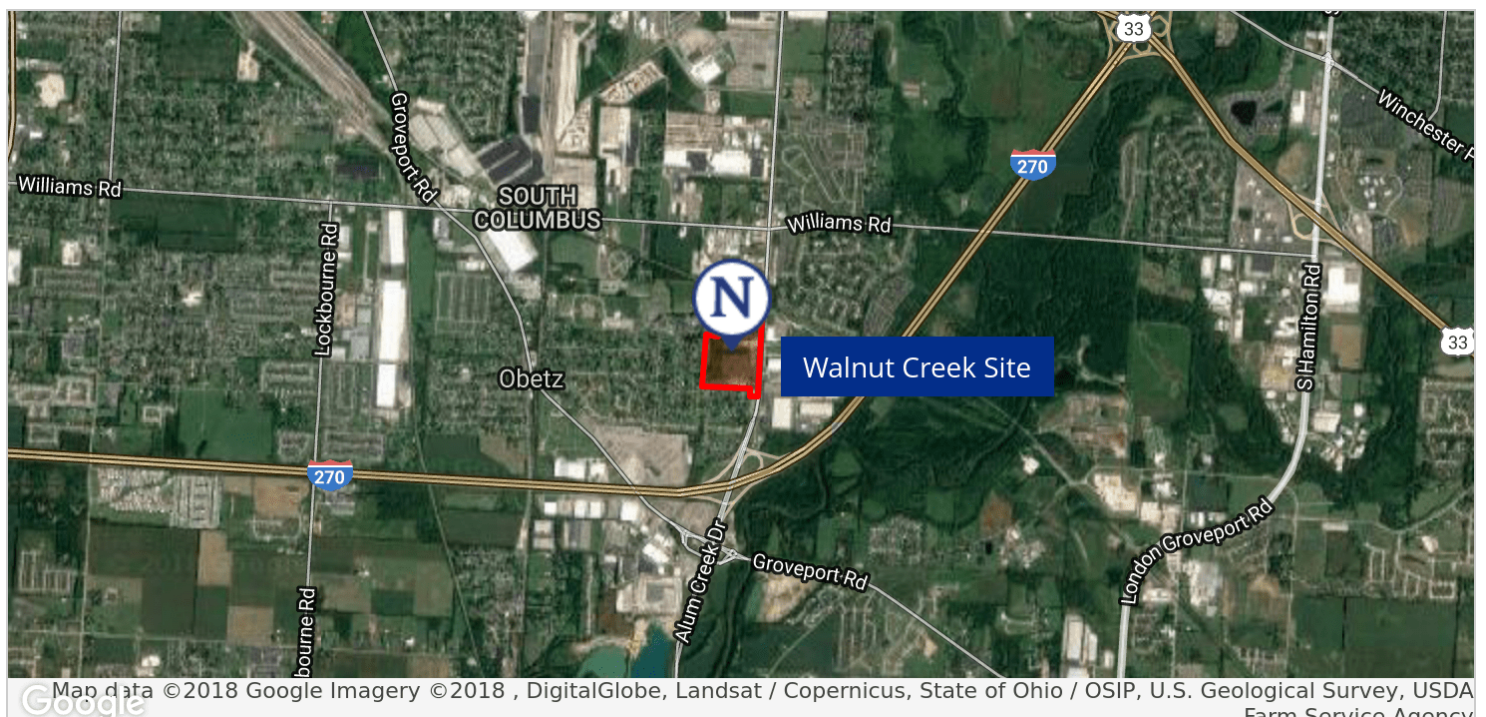 33
Groveport Rd
Winchester P
270
Williams Rd
SOUTH
COLUMBUS
Williams Rd
Lockbourne Rd
N
S Hamilton Rd
33
Walnut Creek Site
Obetz
270
Alum Creek Dr
London Groveport Rd
Groveport Rd
bourne Rd
Google
Map data ©2018 Google Imagery ©2018 , DigitalGlobe, Landsat / Copernicus, State of Ohio / OSIP, U.S. Geological Survey, USDA
Farm Service Agency